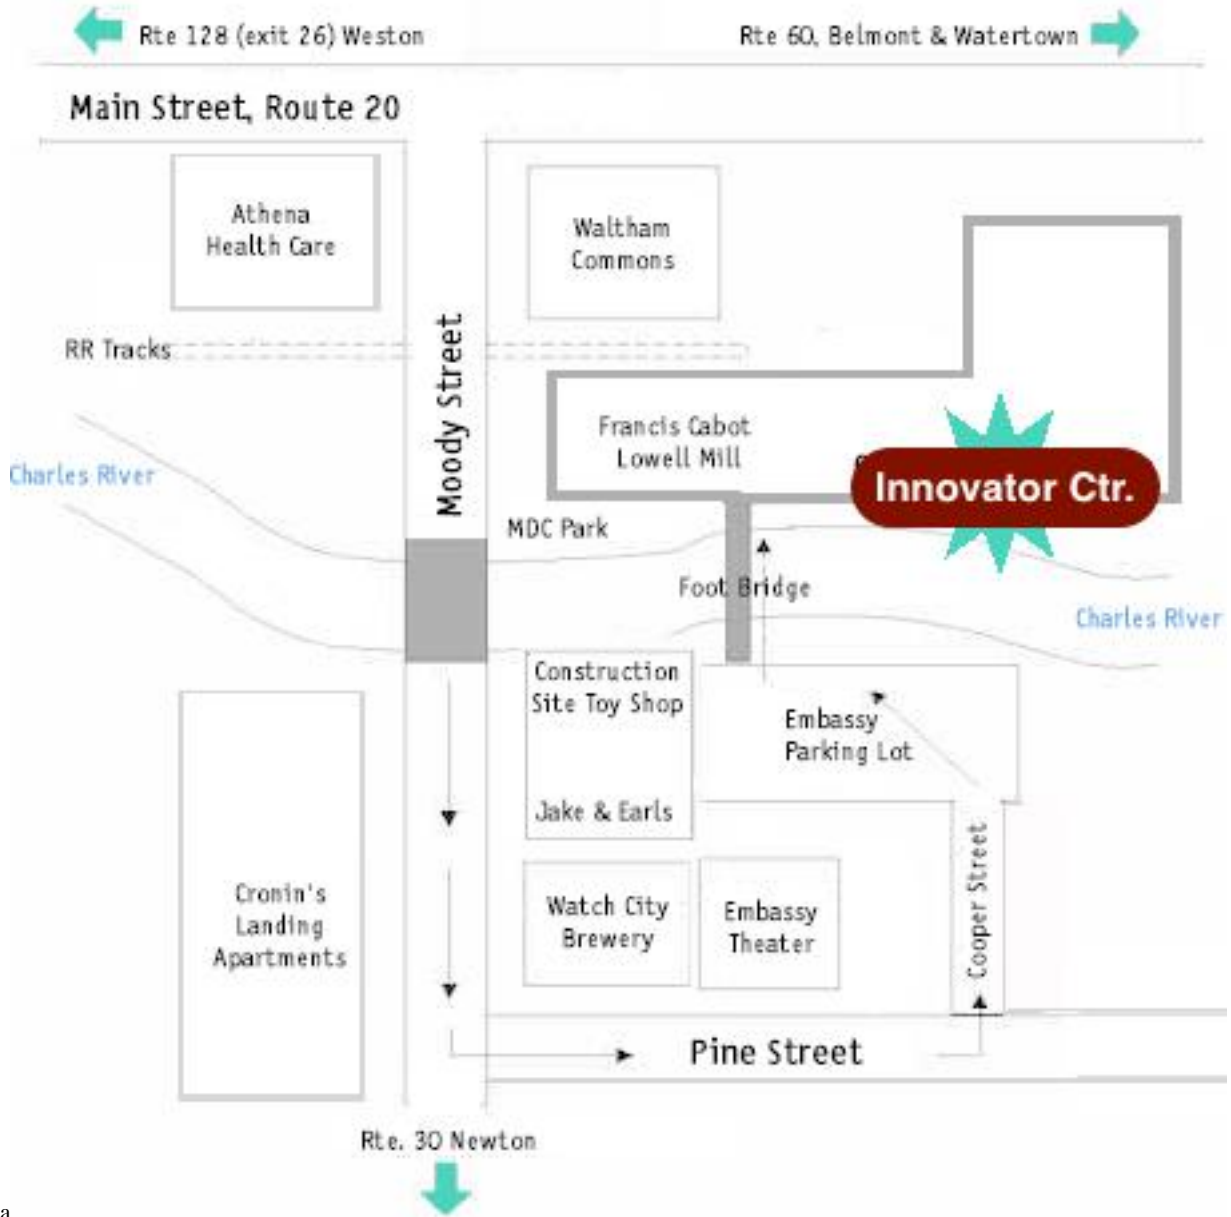 Rte 128 (exit 26) Weston
Rte 60, Belmont & Watertown
Main Street, Route 20
Athena
Health Care
Waltham
Commons
RR Tracks
Moody Street
Francis Cabot
Lowell Mill
Innovator Ctr.
Charles River
MDC Park
Foot Bridge
Charles River
Construction
Site Toy Shop
Embassy
Parking Lot
Jake & Earls
Cronin's
Landing
Apartments
Watch City
Brewery
Embassy
Theater
Cooper Street
Pine Street
Rte. 30 Newton
a